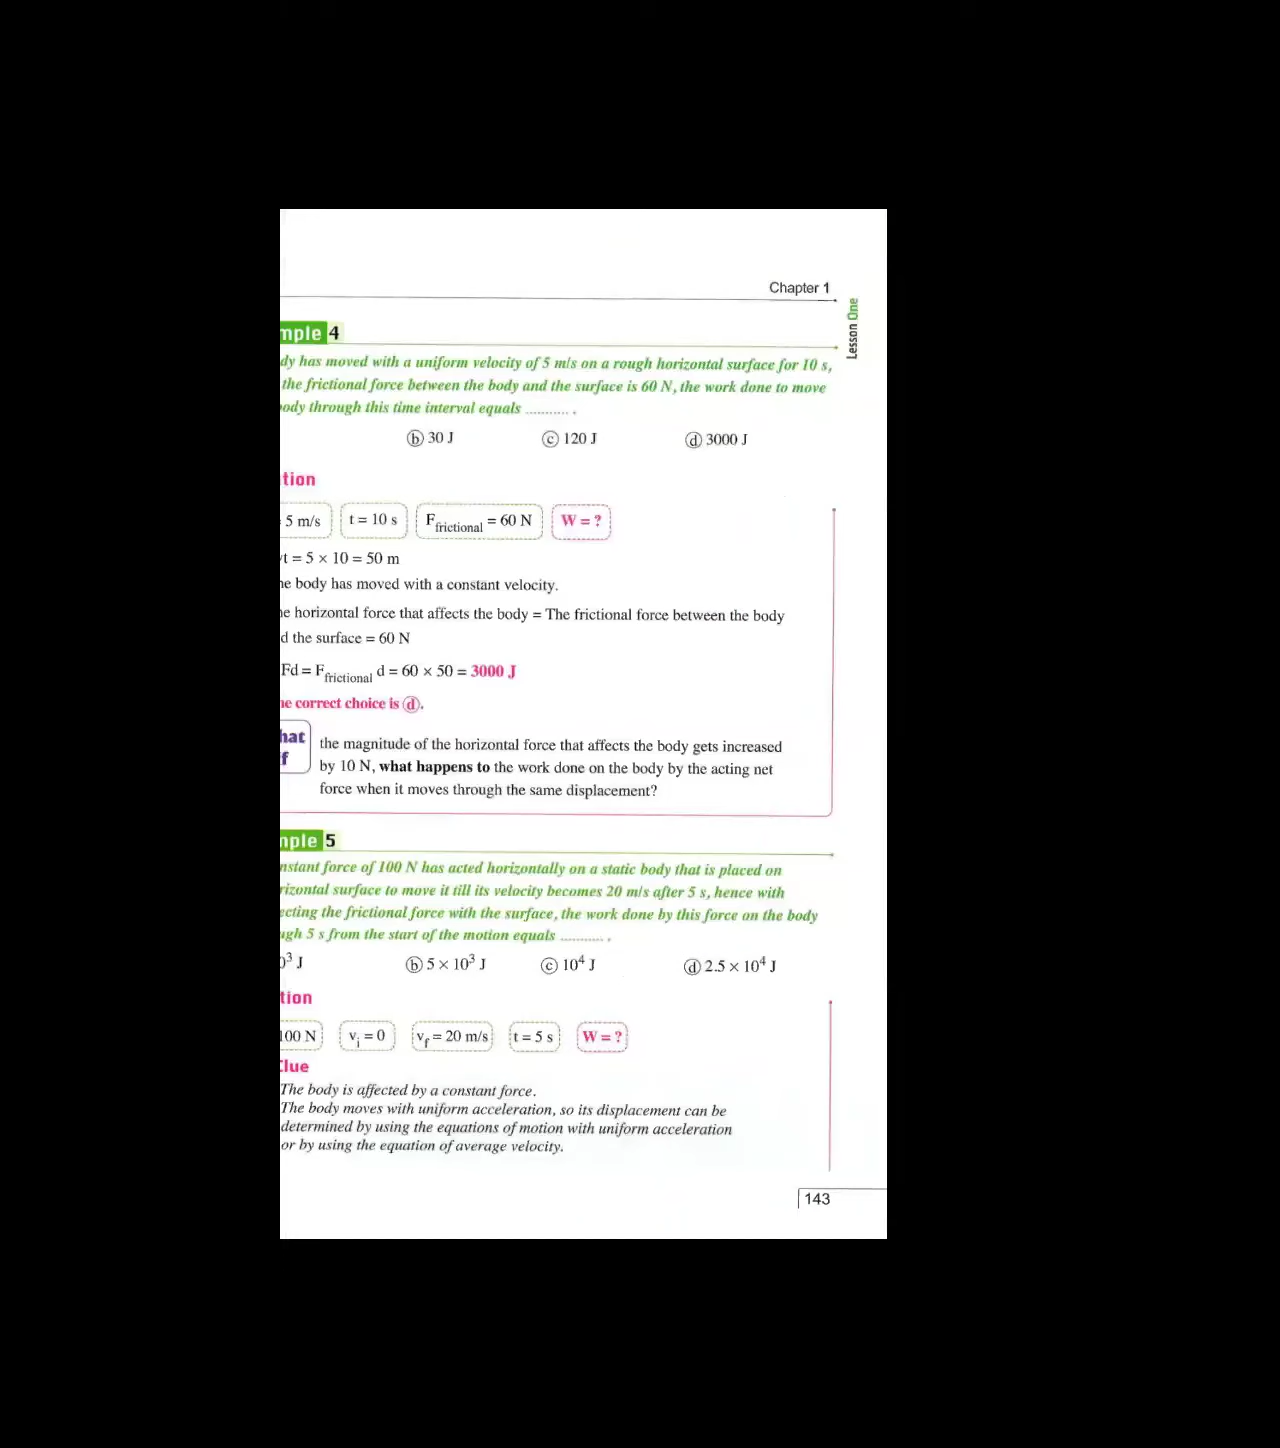 Chapter 1
Lesson One
mple 4
dy has moved with a uniform velocity of 5 m/s on a rough horizontal surface for 10 s,
the frictional force between the body and the surface is 60 N, the work done to move
ody through this time interval equals ........... .
ⓑ 30 J ⓒ 120 J ⓓ 3000 J
tion
5 m/s t = 10 s F frictional = 60 N W = ?
t = 5 × 10 = 50 m
he body has moved with a constant velocity.
he horizontal force that affects the body = The frictional force between the body
d the surface = 60 N
Fd = F frictional d = 60 × 50 = 3000 J
he correct choice is ⓓ.
hat
f
the magnitude of the horizontal force that affects the body gets increased
by 10 N, what happens to the work done on the body by the acting net
force when it moves through the same displacement?
mple 5
nstant force of 100 N has acted horizontally on a static body that is placed on
rizontal surface to move it till its velocity becomes 20 m/s after 5 s, hence with
ecting the frictional force with the surface, the work done by this force on the body
ugh 5 s from the start of the motion equals ........... .
0³ J ⓑ 5 × 10³ J ⓒ 10⁴ J ⓓ 2.5 × 10⁴ J
tion
100 N vᵢ = 0 v_f = 20 m/s t = 5 s W = ?
Clue
The body is affected by a constant force.
The body moves with uniform acceleration, so its displacement can be
determined by using the equations of motion with uniform acceleration
or by using the equation of average velocity.
143